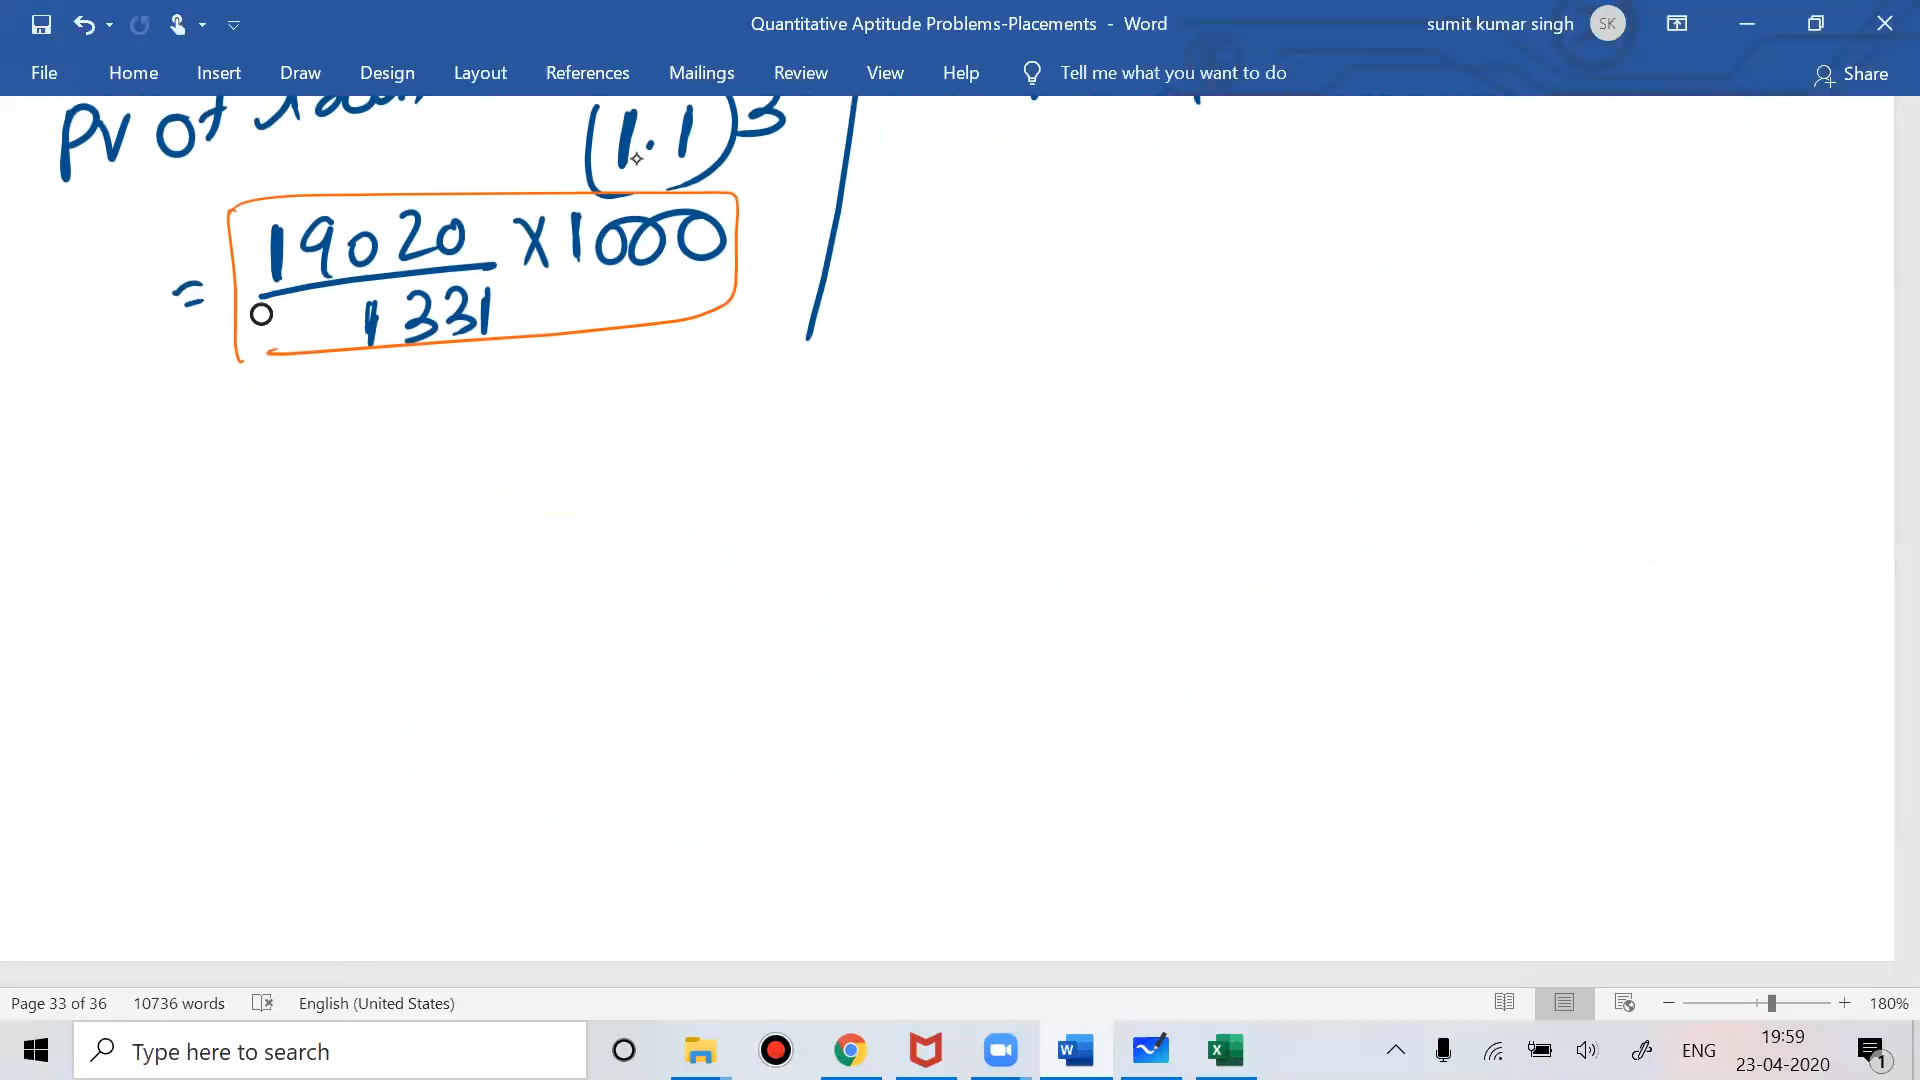 Quantitative Aptitude Problems-Placements - Word
sumit kumar singh SK
File Home Insert Draw Design Layout References Mailings Review View Help Tell me what you want to do Share
PV of (1.1)3
= 19020 X 1000
1331
Page 33 of 36 10736 words English (United States) 180%
Type here to search
ENG
19:59
23-04-2020
1